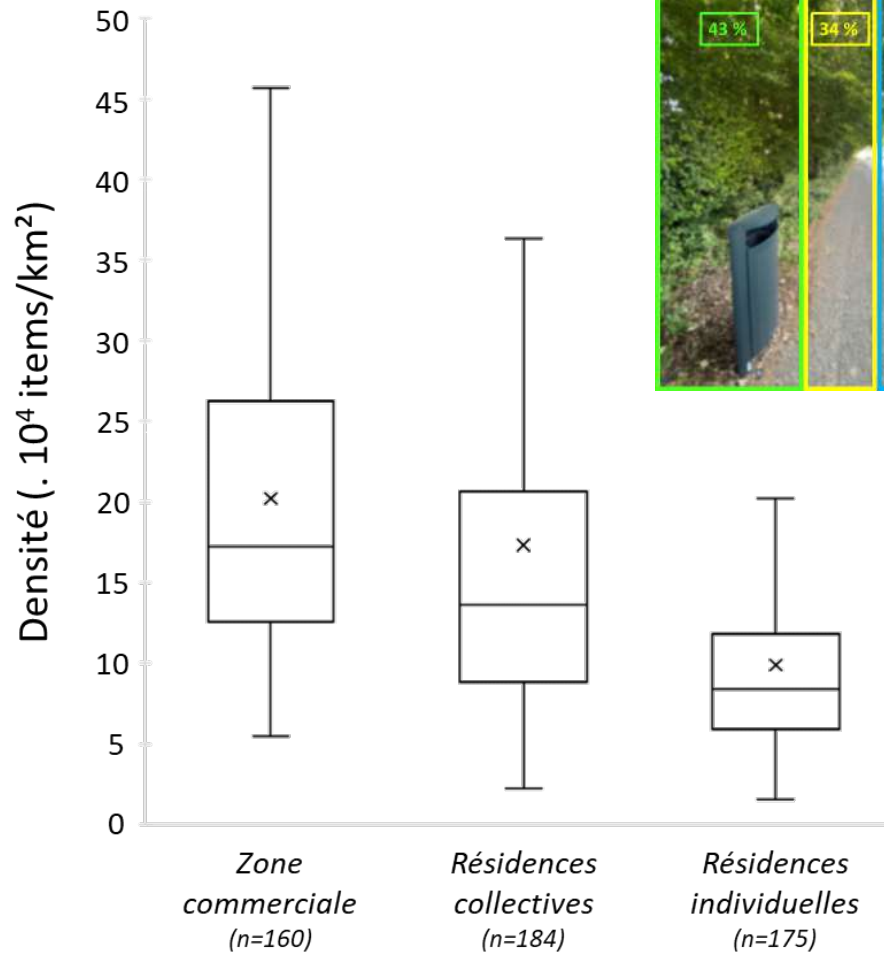 50
43 %
34 %
45
40
35
30
25
20
15
10
5
0
Densité (. 10⁴ items/km²)
Zone
commerciale
(n=160)
Résidences
collectives
(n=184)
Résidences
individuelles
(n=175)